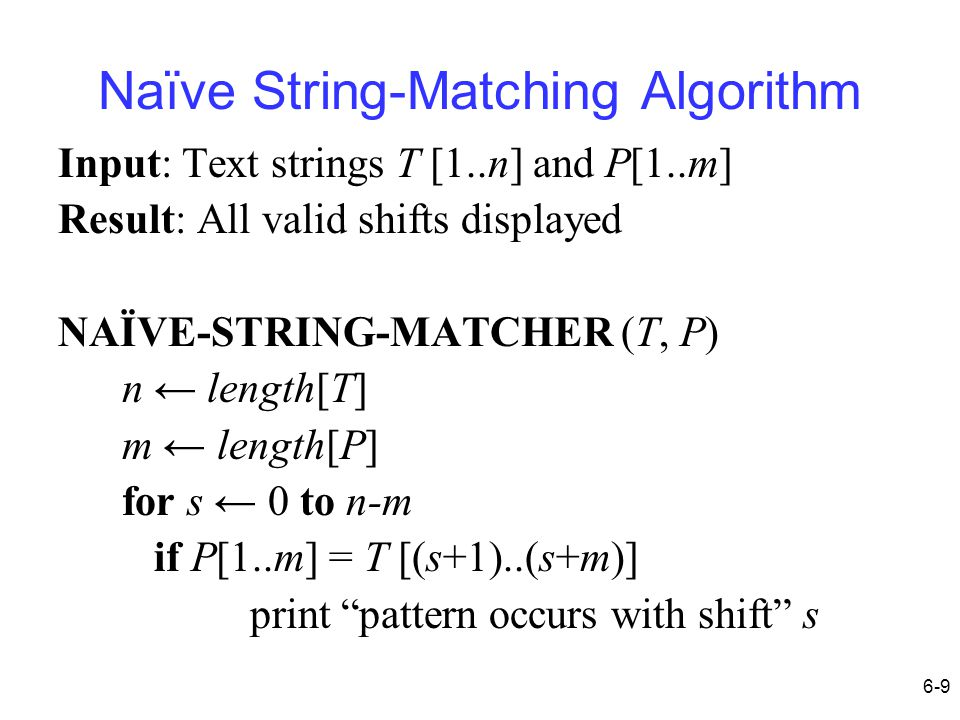 Naïve String-Matching Algorithm
Input: Text strings T [1..n] and P[1..m]
Result: All valid shifts displayed
NAÏVE-STRING-MATCHER (T, P)
n ← length[T]
m ← length[P]
for s ← 0 to n-m
if P[1..m] = T [(s+1)..(s+m)]
print “pattern occurs with shift” s
6-9